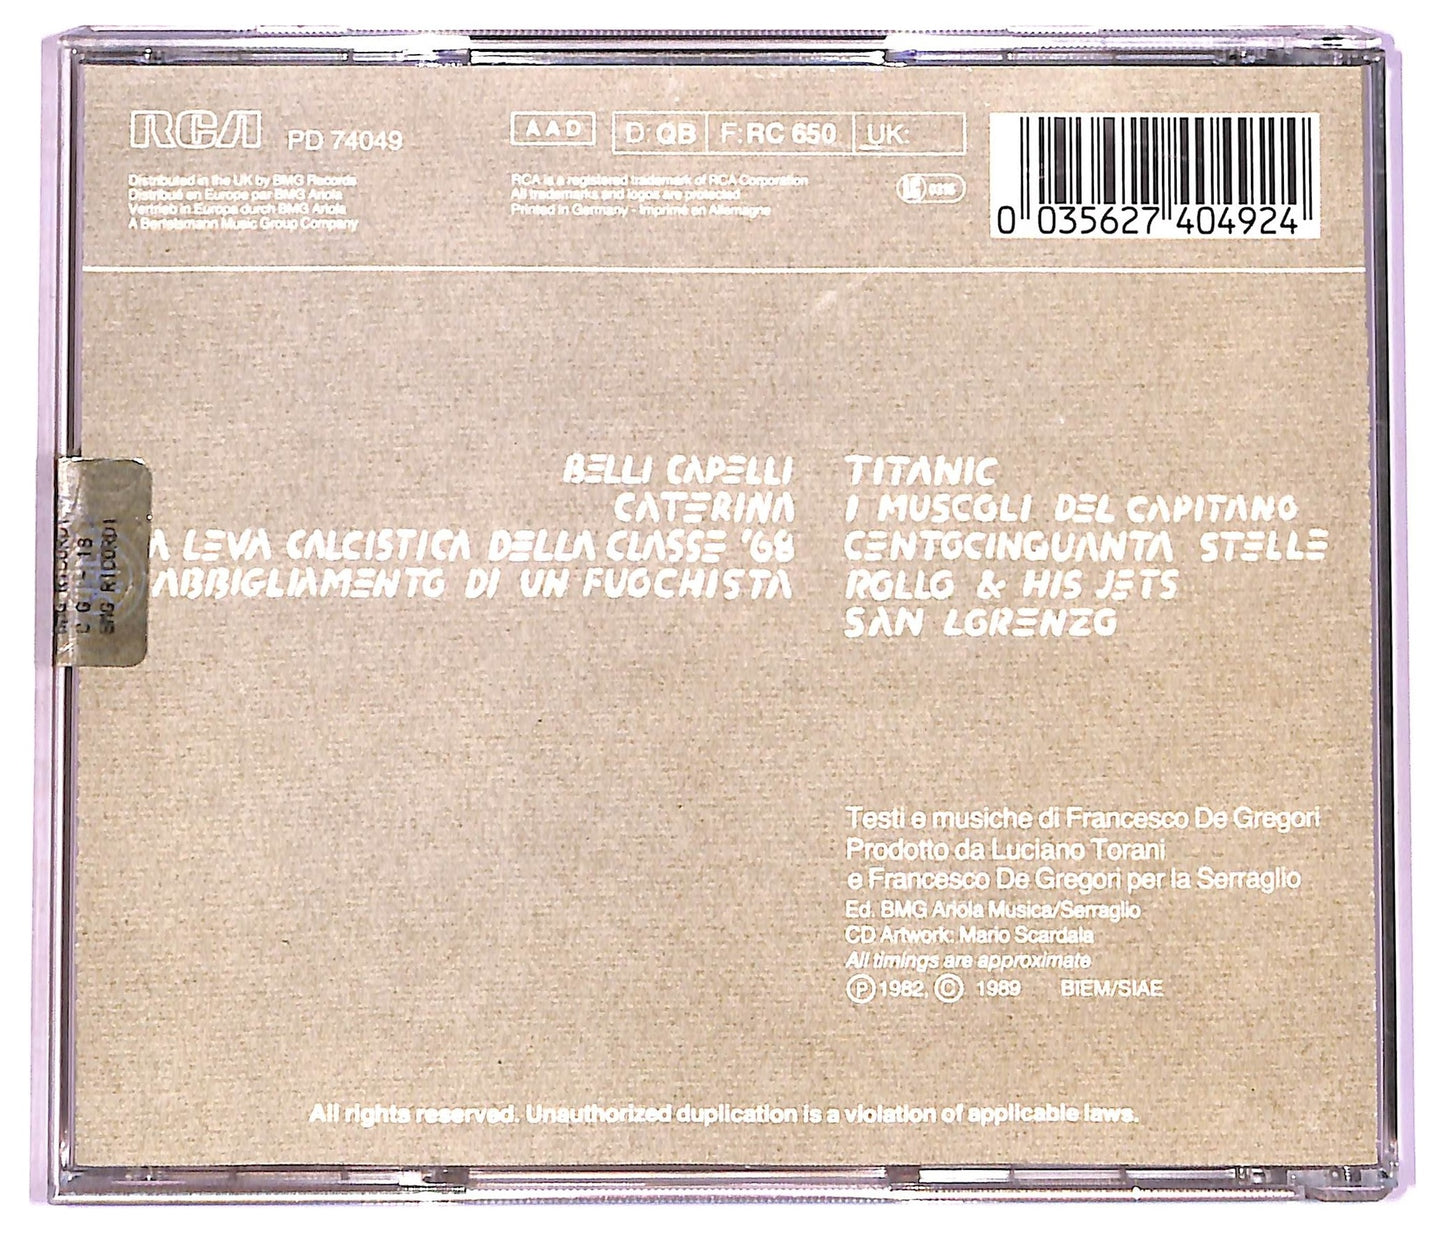 RCA PD 74049
Distributed in the UK by BMG Records
Distribué en Europe par BMG Ariola
Vertrieb in Europa durch BMG Ariola
A Bertelsmann Music Group Company
AAD
D: QB F: RC 650 UK:
RCA is a registered trademark of RCA Corporation
All trademarks and logos are protected
Printed in Germany - Imprimé en Allemagne
LC 0316
0 035627 404924
BELLI CAPELLI
CATERINA
A LEVA CALCISTICA DELLA CLASSE '68
ABBIGLIAMENTO DI UN FUOCHISTA
TITANIC
I MUSCOLI DEL CAPITANO
CENTOCINQUANTA STELLE
ROLLO & HIS JETS
SAN LORENZO
BMG RICORDI
BMG RICORDI
Testi e musiche di Francesco De Gregori
Prodotto da Luciano Torani
e Francesco De Gregori per la Serraglio
Ed. BMG Ariola Musica/Serraglio
CD Artwork: Mario Scardala
All timings are approximate
Ⓟ 1982, © 1989 BIEM/SIAE
All rights reserved. Unauthorized duplication is a violation of applicable laws.